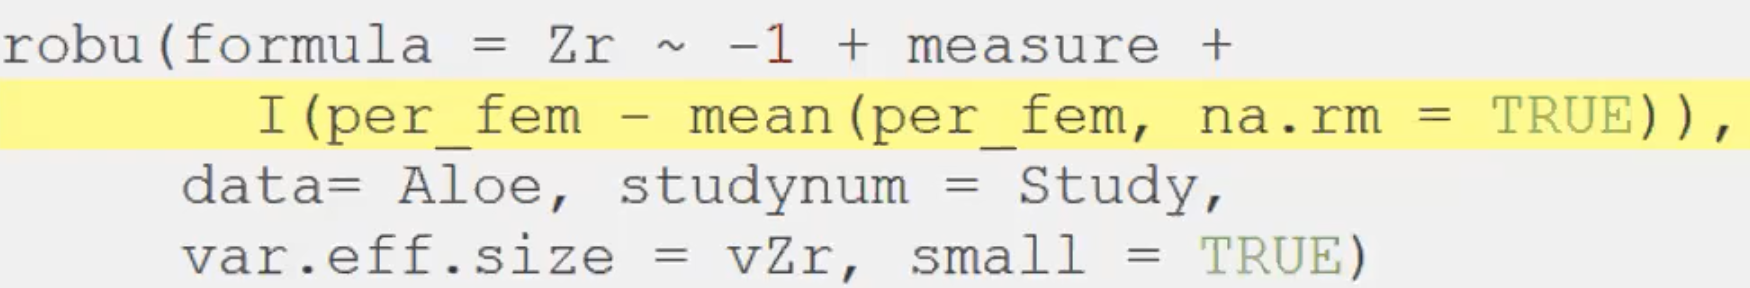 robu(formula = Zr ~ -1 + measure +
I(per_fem - mean(per_fem, na.rm = TRUE)),
data= Aloe, studynum = Study,
var.eff.size = vZr, small = TRUE)